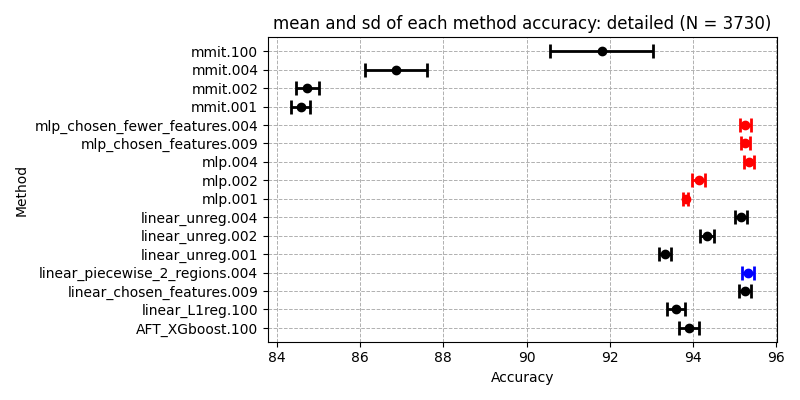 mean and sd of each method accuracy: detailed (N = 3730)
mmit.100
mmit.004
mmit.002
mmit.001
mlp_chosen_fewer_features.004
mlp_chosen_features.009
mlp.004
mlp.002
mlp.001
linear_unreg.004
linear_unreg.002
linear_unreg.001
linear_piecewise_2_regions.004
linear_chosen_features.009
linear_L1reg.100
AFT_XGboost.100
Method
84 86 88 90 92 94 96
Accuracy